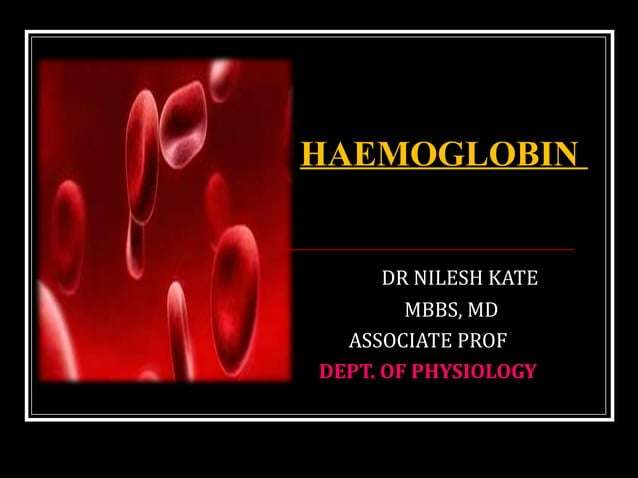 HAEMOGLOBIN
DR NILESH KATE
MBBS, MD
ASSOCIATE PROF
DEPT. OF PHYSIOLOGY